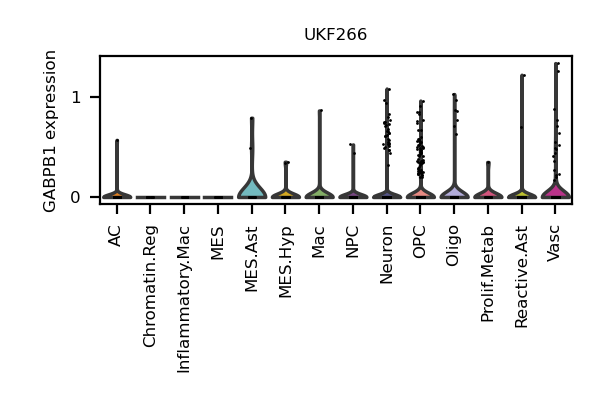 UKF266
GABPB1 expression
1
0
AC
Chromatin.Reg
Inflammatory.Mac
MES
MES.Ast
MES.Hyp
Mac
NPC
Neuron
OPC
Oligo
Prolif.Metab
Reactive.Ast
Vasc